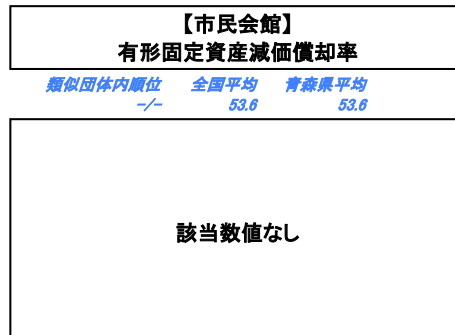 【市民会館】
有形固定資産減価償却率
類似団体内順位 全国平均 青森県平均
-/- 53.6 53.6
該当数値なし